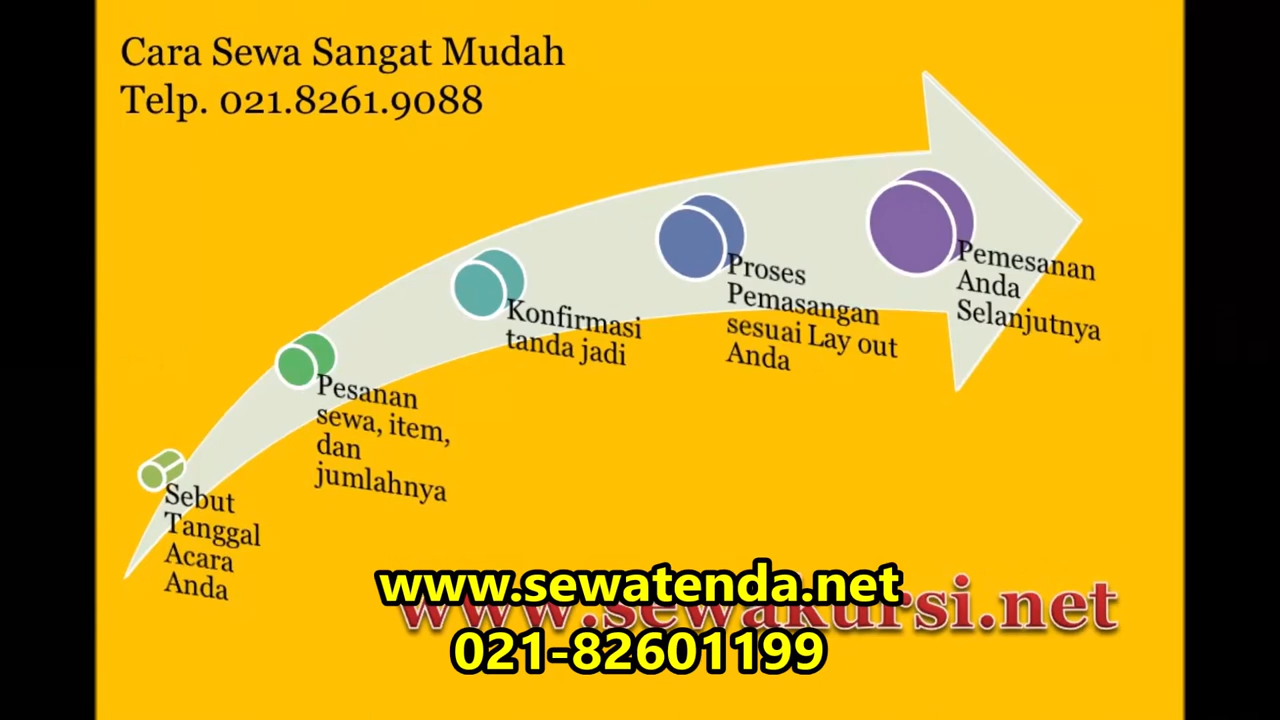 Cara Sewa Sangat Mudah
Telp. 021.8261.9088
Sebut
Tanggal
Acara
Anda
Pesanan
sewa, item,
dan
jumlahnya
Konfirmasi
tanda jadi
Proses
Pemasangan
sesuai Lay out
Anda
Pemesanan
Anda
Selanjutnya
www.sewatenda.net
www.sewakursi.net
021-82601199